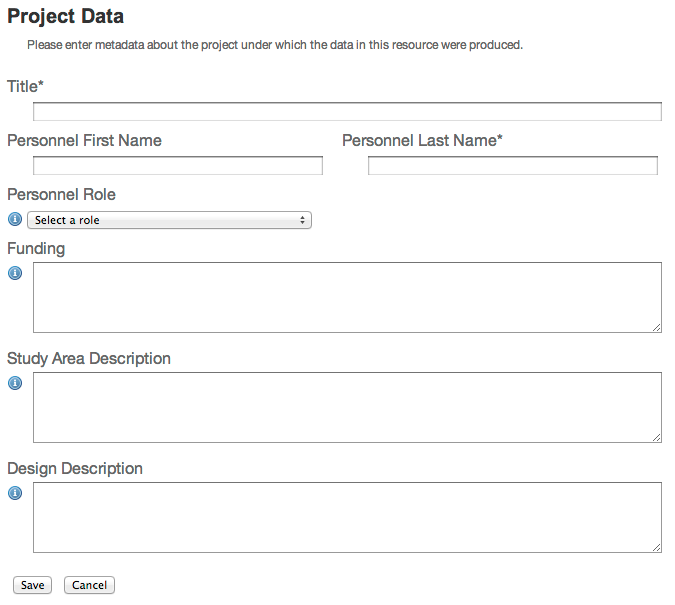 Project Data
Please enter metadata about the project under which the data in this resource were produced.
Title*
Personnel First Name Personnel Last Name*
Personnel Role
Select a role
Funding
Study Area Description
Design Description
Save Cancel